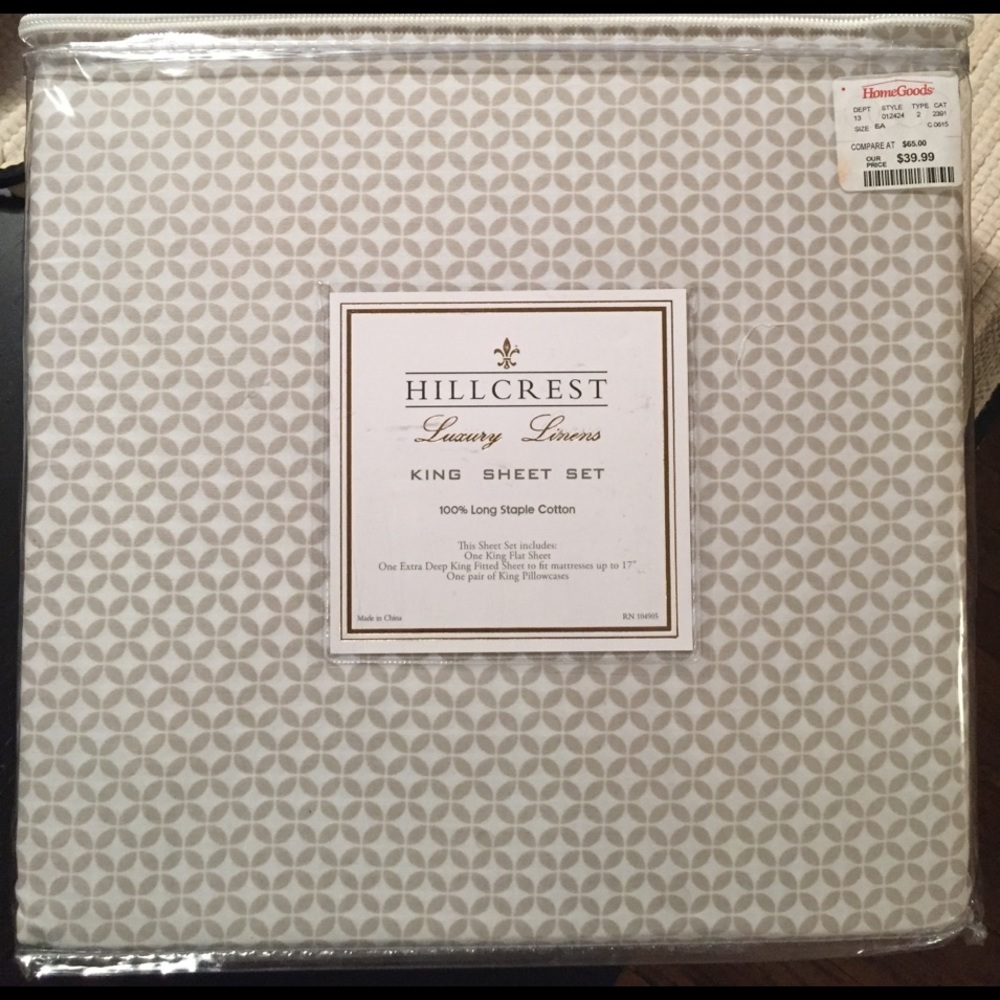 HomeGoods
DEPT STYLE TYPE CAT
13 012424 2 2391
SIZE EA C 0615
COMPARE AT $65.00
OUR PRICE $39.99
HILLCREST
Luxury Linens
KING SHEET SET
100% Long Staple Cotton
This Sheet Set includes:
One King Flat Sheet
One Extra Deep King Fitted Sheet to fit mattresses up to 17"
One pair of King Pillowcases
Made in China RN 104905